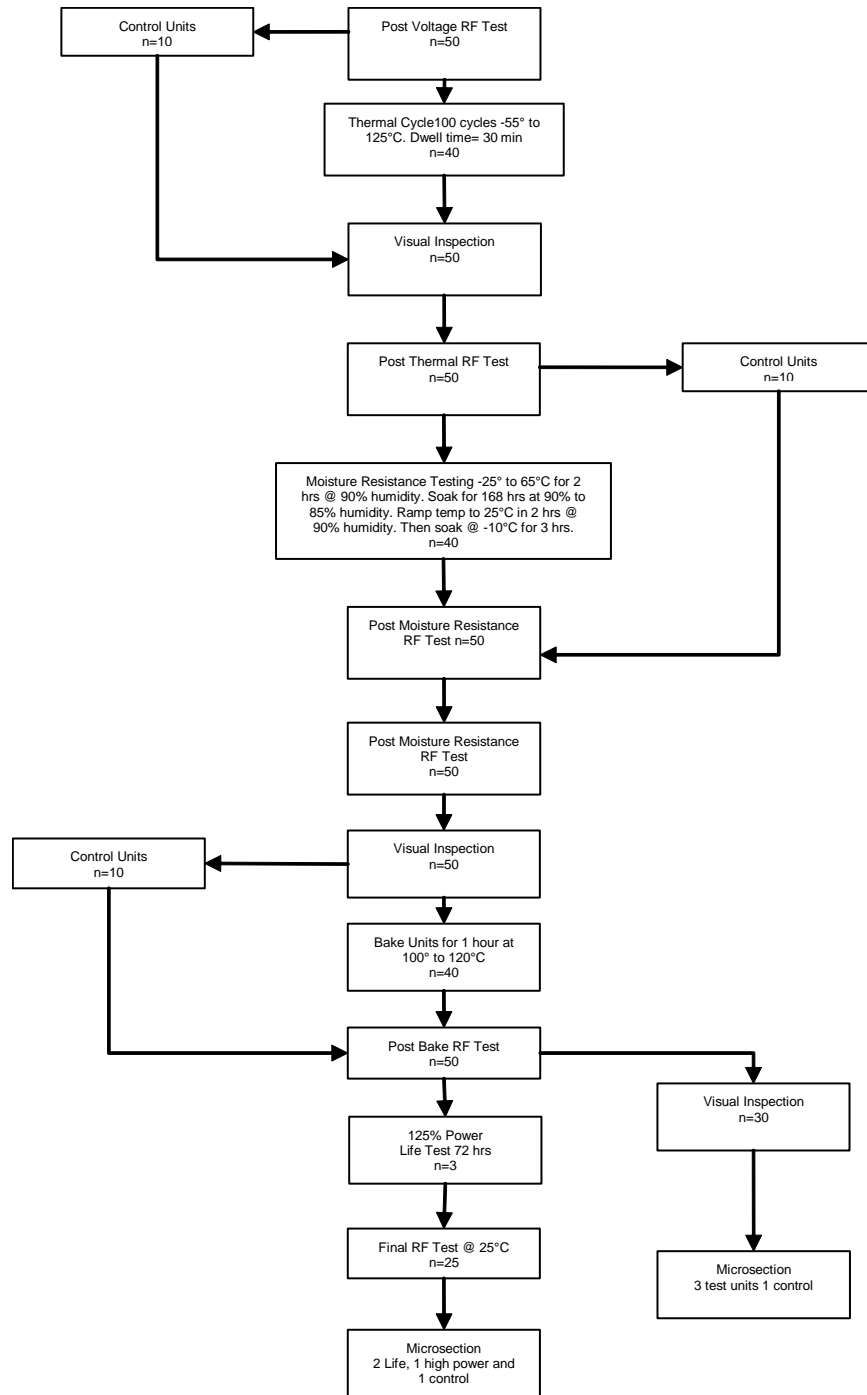 Control Units
n=10
Post Voltage RF Test
n=50
Thermal Cycle100 cycles -55° to
125°C. Dwell time= 30 min
n=40
Visual Inspection
n=50
Post Thermal RF Test
n=50
Control Units
n=10
Moisture Resistance Testing -25° to 65°C for 2
hrs @ 90% humidity. Soak for 168 hrs at 90% to
85% humidity. Ramp temp to 25°C in 2 hrs @
90% humidity. Then soak @ -10°C for 3 hrs.
n=40
Post Moisture Resistance
RF Test n=50
Post Moisture Resistance
RF Test
n=50
Control Units
n=10
Visual Inspection
n=50
Bake Units for 1 hour at
100° to 120°C
n=40
Post Bake RF Test
n=50
Visual Inspection
n=30
125% Power
Life Test 72 hrs
n=3
Final RF Test @ 25°C
n=25
Microsection
3 test units 1 control
Microsection
2 Life, 1 high power and
1 control